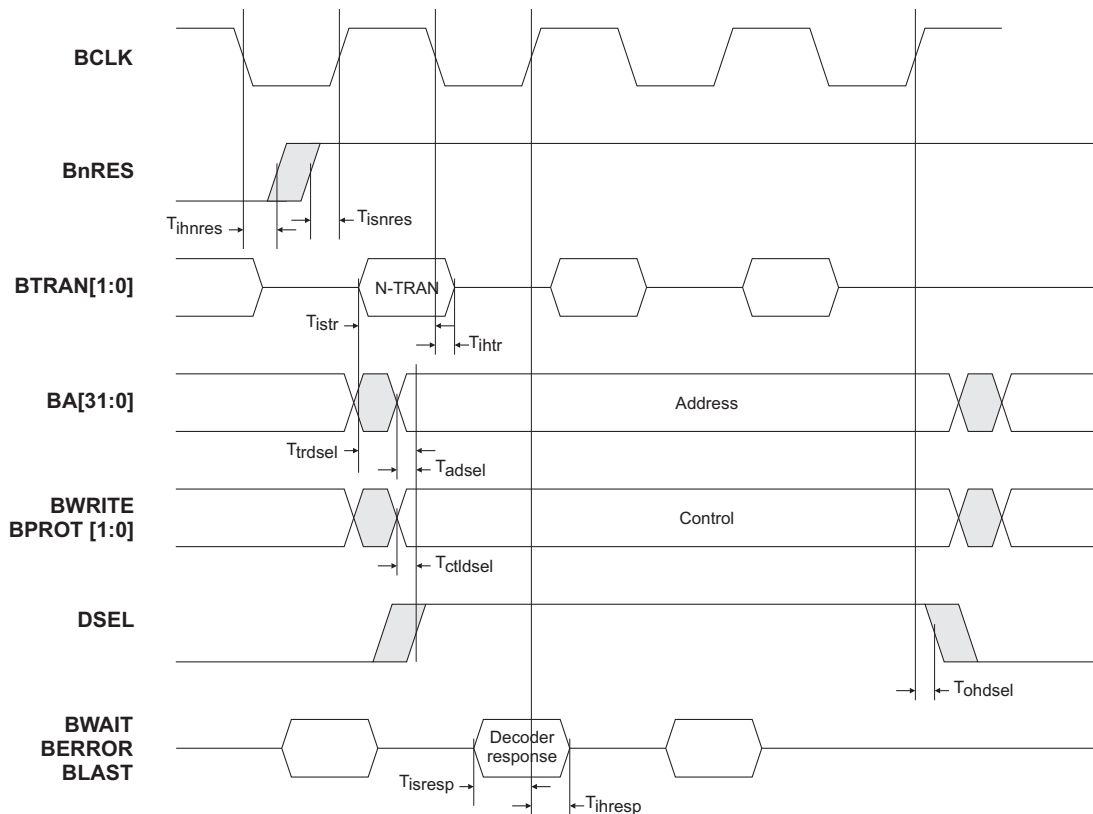 BCLK
BnRES
Tihnres
Tisnres
BTRAN[1:0]
N-TRAN
Tistr
Tihtr
BA[31:0]
Address
Ttrdsel
Tadsel
BWRITE
BPROT [1:0]
Control
Tctldsel
DSEL
Tohdsel
BWAIT
BERROR
BLAST
Decoder
response
Tisresp
Tihresp